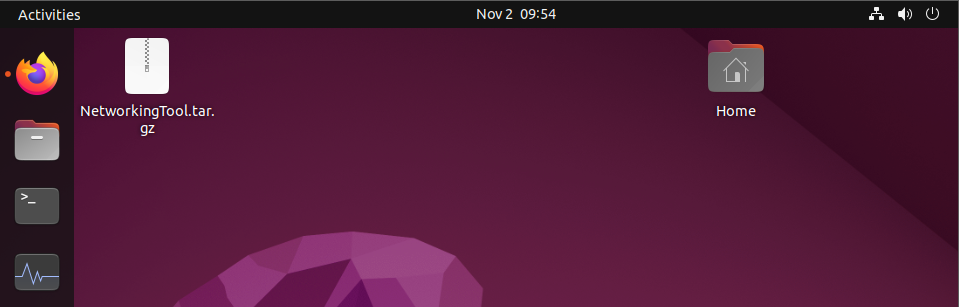 Activities
Nov 2 09:54
NetworkingTool.tar.
gz
Home
>_